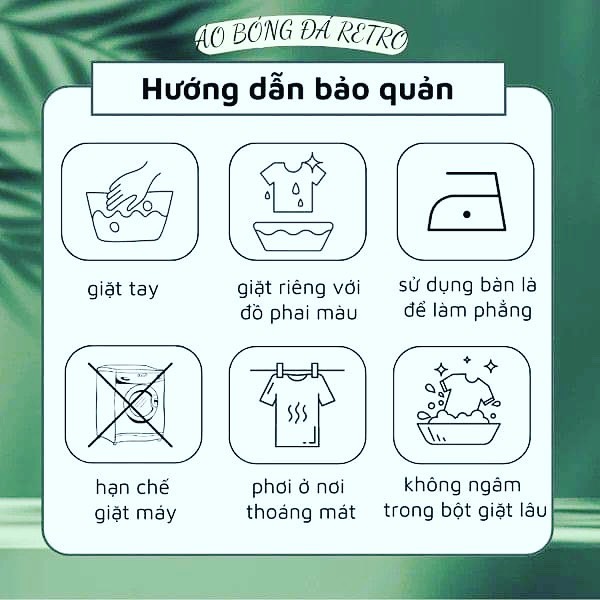 ÁO BÓNG ĐÁ RETRO
Hướng dẫn bảo quản
giặt tay
giặt riêng với
đồ phai màu
sử dụng bàn là
để làm phẳng
hạn chế
giặt máy
phơi ở nơi
thoáng mát
không ngâm
trong bột giặt lâu